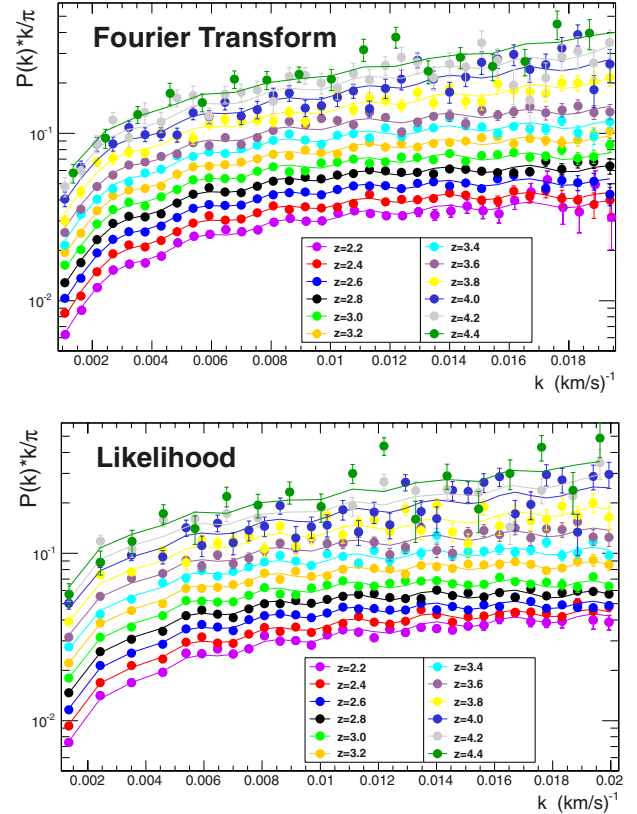 Fourier Transform
P(k)*k/π
10⁻¹
10⁻²
z=2.2 z=3.4
z=2.4 z=3.6
z=2.6 z=3.8
z=2.8 z=4.0
z=3.0 z=4.2
z=3.2 z=4.4
0.002 0.004 0.006 0.008 0.01 0.012 0.014 0.016 0.018
k (km/s)⁻¹
Likelihood
P(k)*k/π
10⁻¹
10⁻²
z=2.2 z=3.4
z=2.4 z=3.6
z=2.6 z=3.8
z=2.8 z=4.0
z=3.0 z=4.2
z=3.2 z=4.4
0.002 0.004 0.006 0.008 0.01 0.012 0.014 0.016 0.018 0.02
k (km/s)⁻¹